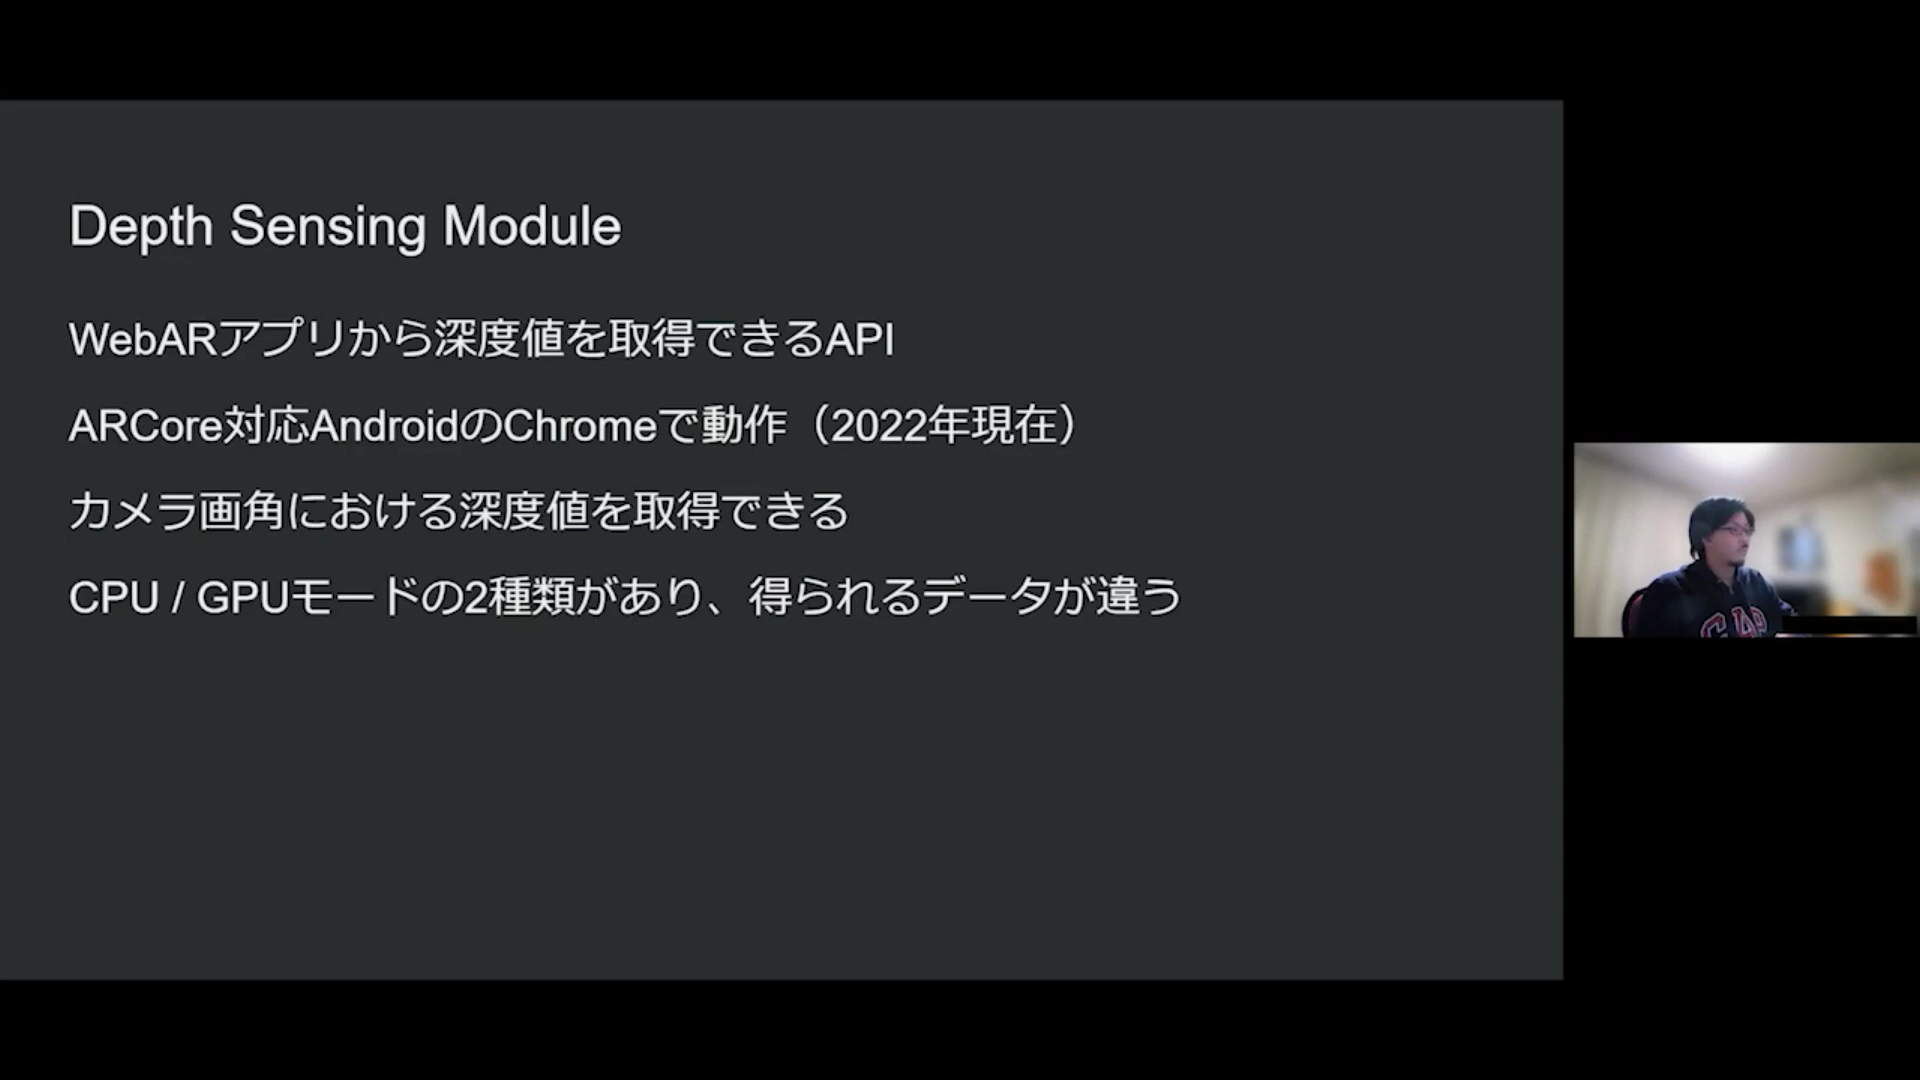 Depth Sensing Module
WebARアプリから深度値を取得できるAPI
ARCore対応AndroidのChromeで動作（2022年現在）
カメラ画角における深度値を取得できる
CPU / GPUモードの2種類があり、得られるデータが違う
GAP